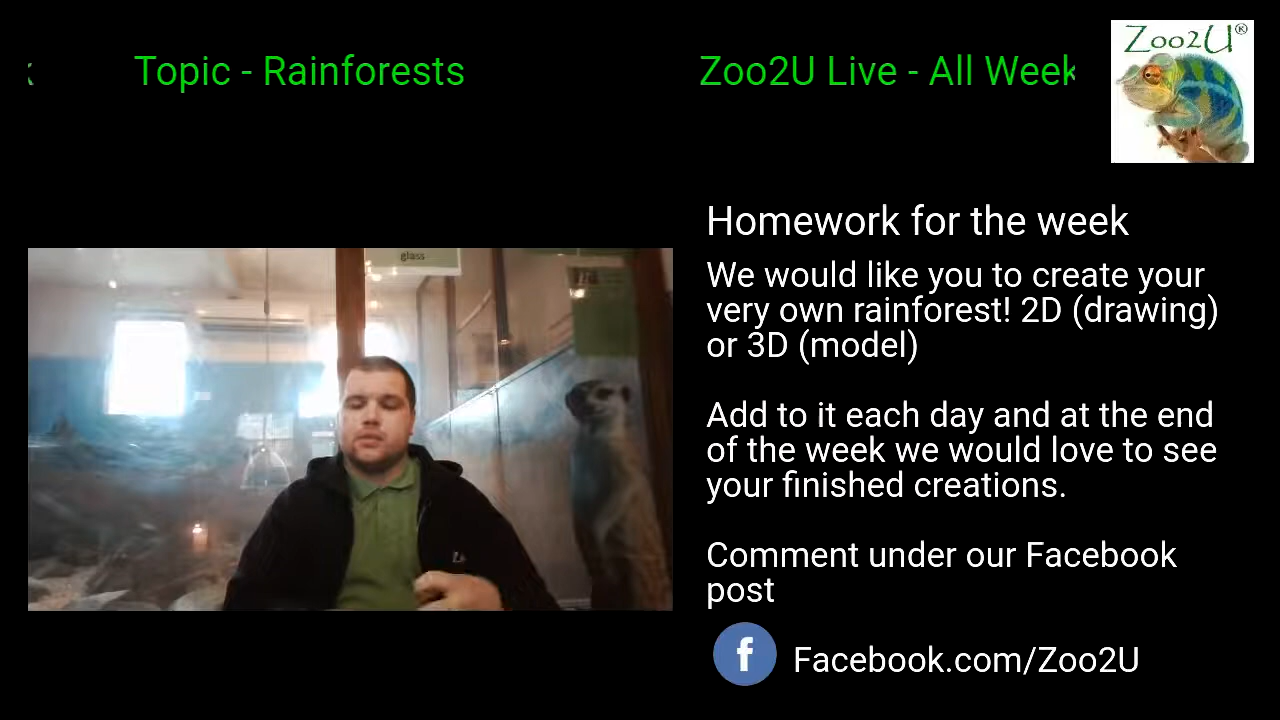 k Topic - Rainforests Zoo2U Live - All Week
Zoo2U®
Homework for the week
We would like you to create your
very own rainforest! 2D (drawing)
or 3D (model)
Add to it each day and at the end
of the week we would love to see
your finished creations.
Comment under our Facebook
post
f Facebook.com/Zoo2U
glass